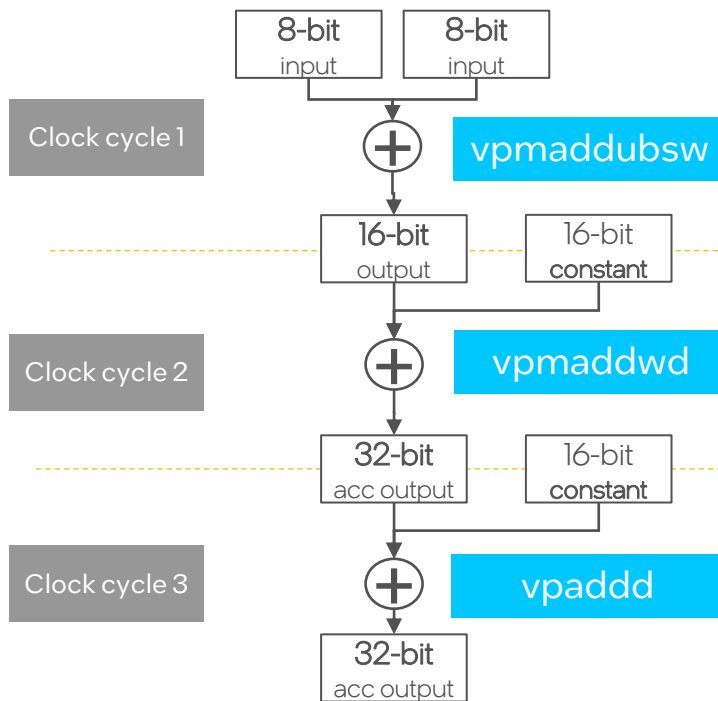 8-bit 8-bit
input input
Clock cycle 1 vpmaddubsw
16-bit 16-bit
output constant
Clock cycle 2 vpmaddwd
32-bit 16-bit
acc output constant
Clock cycle 3 vpaddd
32-bit
acc output